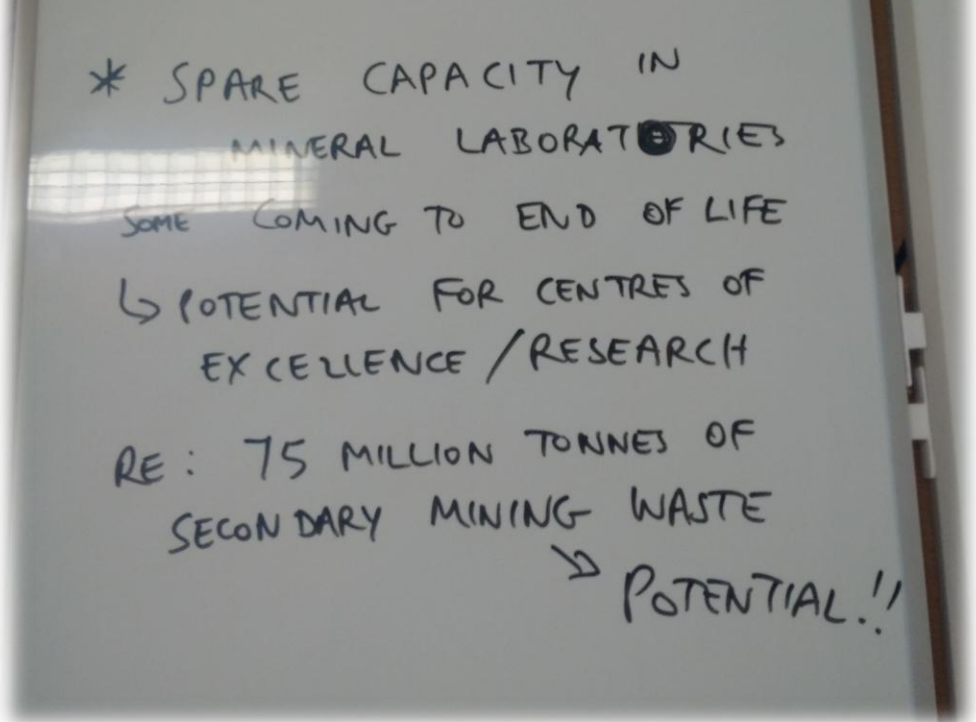 * SPARE CAPACITY IN
MINERAL LABORATORIES
SOME COMING TO END OF LIFE
↳ POTENTIAL FOR CENTRES OF
EXCELLENCE / RESEARCH
RE: 75 MILLION TONNES OF
SECONDARY MINING WASTE
↘ POTENTIAL!!